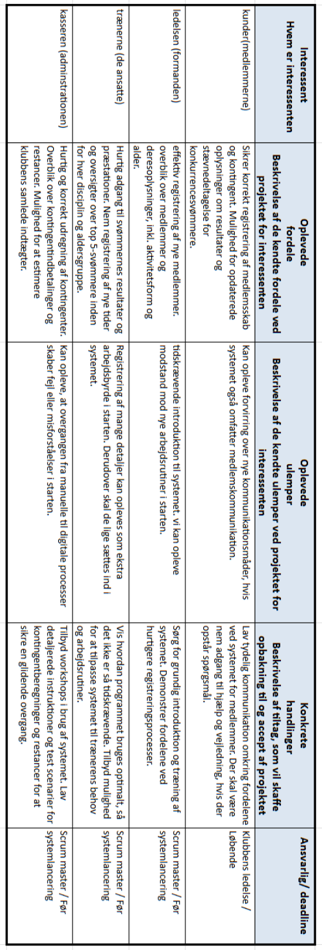 Interessent
Hvem er interessenten
Oplevede
fordele
Beskrivelse af de kendte fordele ved
projektet for interessenten
Oplevede
ulemper
Beskrivelse af de kendte ulemper ved projektet for
interessenten
Konkrete
handlinger
Beskrivelse af tiltag, som vil skaffe
opbakning til og accept af projektet
Ansvarlig/ deadline
kunder(medlemmerne)
Sikrer korrekt registrering af medlemsskab
og kontingent. Mulighed for opdaterede
oplysninger om resultater og
stævnedeltagelse for
konkurrencesvømmere.
Kan opleve forvirring over nye kommunikationsmåder, hvis
systemet også omfatter medlemskommunikation.
Lav tydelig kommunikation omkring fordelene
ved systemet for medlemmer. Der skal være
nem adgang til hjælp og vejledning, hvis der
opstår spørgsmål.
Klubbens ledelse /
Løbende
ledelsen (formanden)
effektiv registrering af nye medlemmer.
overblik over medlemmer og
deresoplysninger, inkl. aktivitetsform og
alder.
tidskrævende introduktion til systemet. vi kan opleve
modstand mod nye arbejdsrutiner i starten.
Sørg for grundig introduktion og træning af
systemet. Demonstrer fordelene ved
hurtigere registreringsprocesser.
Scrum master / Før
systemlancering
trænerne (de ansatte)
Hurtig adgang til svømmernes resultater og
præstationer. Nem registrering af nye tider
og oversigter over top 5-svømmere inden
for hver disciplin og aldersgruppe.
Registrering af mange detaljer kan opleves som ekstra
arbejdsbyrde i starten. Derudover skal de lige sættes ind i
systemet.
Vis hvordan programmet bruges optimalt, så
det ikke er så tidskrævende. Tilbyd mulighed
for at tilpasse systemet til trænerens behov
og arbejdsrutiner.
Scrum master / Før
systemlancering
kasseren (adminstrationen)
Hurtig og korrekt udregning af kontingenter.
Overblik over kontingentindbetalinger og
restancer. Mulighed for at estimere
klubbens samlede indtægter.
Kan opleve, at overgangen fra manuelle til digitale processer
skaber fejl eller misforståelser i starten.
Tilbyd workshops i brug af systemet. Lav
detaljerede instruktioner og test scenarier for
kontingentberegninger og restancer for at
sikre en glidende overgang.
Scrum master / Før
systemlancering